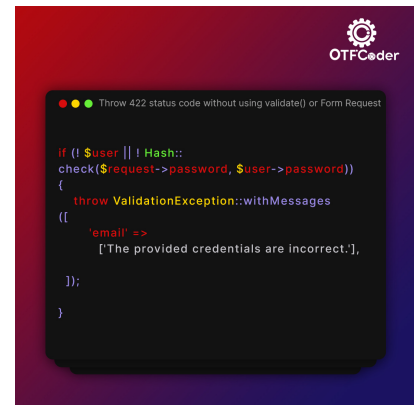 OTFCoder
Throw 422 status code without using validate() or Form Request
if (! $user || ! Hash::
check($request->password, $user->password))
{
throw ValidationException::withMessages
([
'email' =>
['The provided credentials are incorrect.'],
]);
}